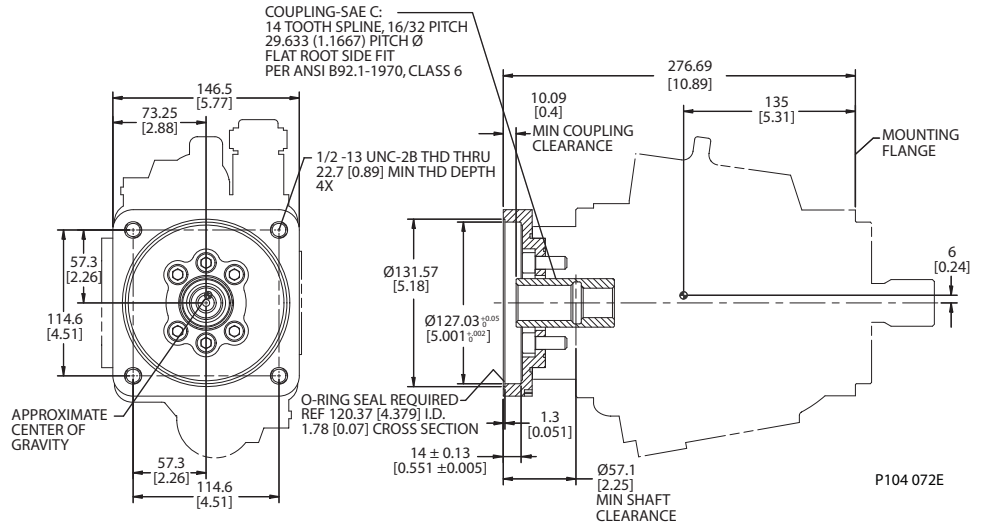 COUPLING-SAE C:
14 TOOTH SPLINE, 16/32 PITCH
29.633 (1.1667) PITCH Ø
FLAT ROOT SIDE FIT
PER ANSI B92.1-1970, CLASS 6
146.5
[5.77]
73.25
[2.88]
1/2 -13 UNC-2B THD THRU
22.7 [0.89] MIN THD DEPTH
4X
57.3
[2.26]
114.6
[4.51]
APPROXIMATE
CENTER OF
GRAVITY
57.3
[2.26]
114.6
[4.51]
276.69
[10.89]
10.09
[0.4]
MIN COUPLING
CLEARANCE
135
[5.31]
MOUNTING
FLANGE
6
[0.24]
Ø131.57
[5.18]
Ø127.03 +0.05 0
[5.001 +.002 0]
O-RING SEAL REQUIRED
REF 120.37 [4.379] I.D.
1.78 [0.07] CROSS SECTION
1.3
[0.051]
14 ± 0.13
[0.551 ±0.005]
Ø57.1
[2.25]
MIN SHAFT
CLEARANCE
P104 072E